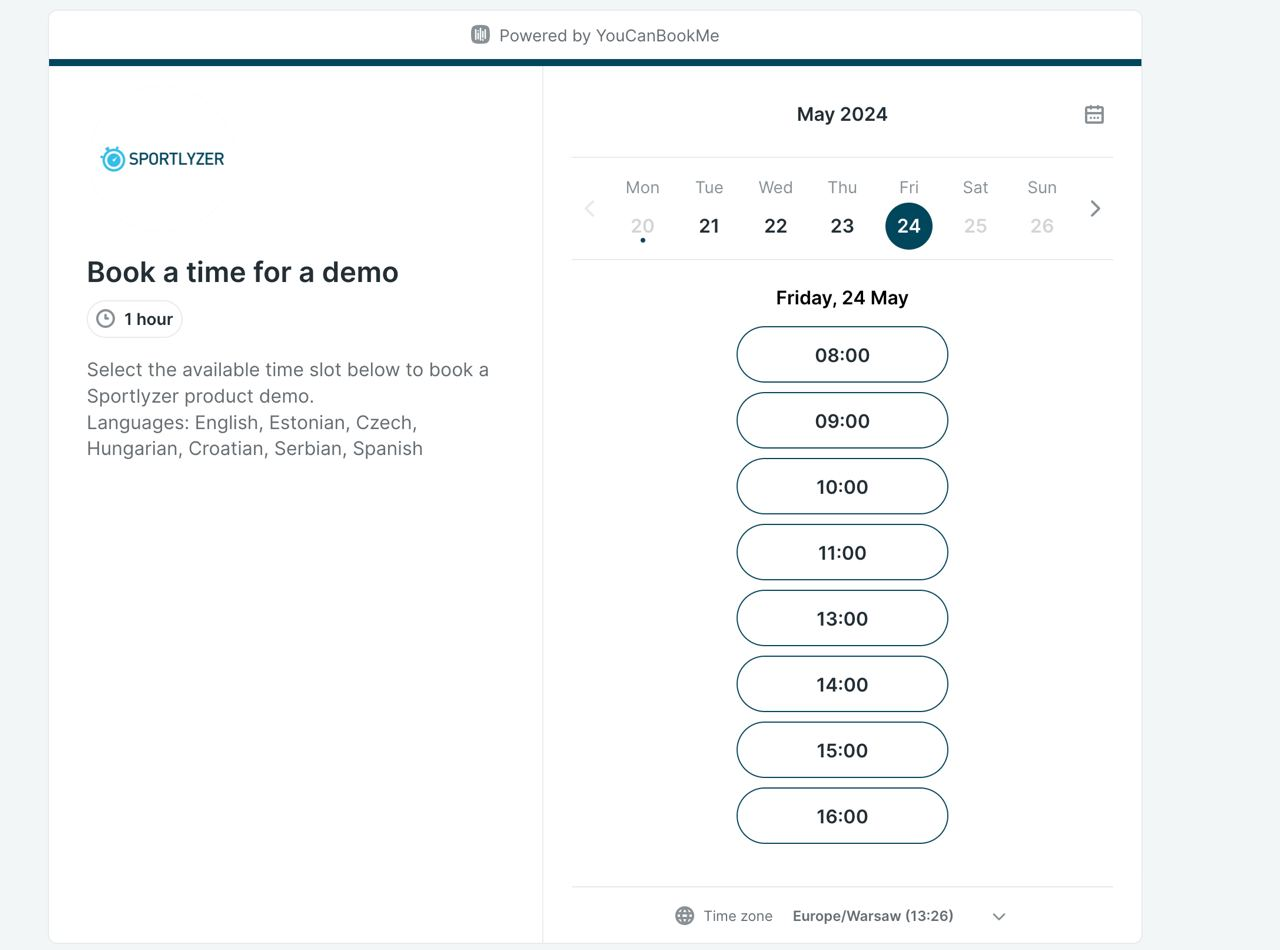 Powered by YouCanBookMe
SPORTLYZER
Book a time for a demo
1 hour
Select the available time slot below to book a
Sportlyzer product demo.
Languages: English, Estonian, Czech,
Hungarian, Croatian, Serbian, Spanish
May 2024
Mon Tue Wed Thu Fri Sat Sun
20 21 22 23 24 25 26
Friday, 24 May
08:00
09:00
10:00
11:00
13:00
14:00
15:00
16:00
Time zone Europe/Warsaw (13:26)